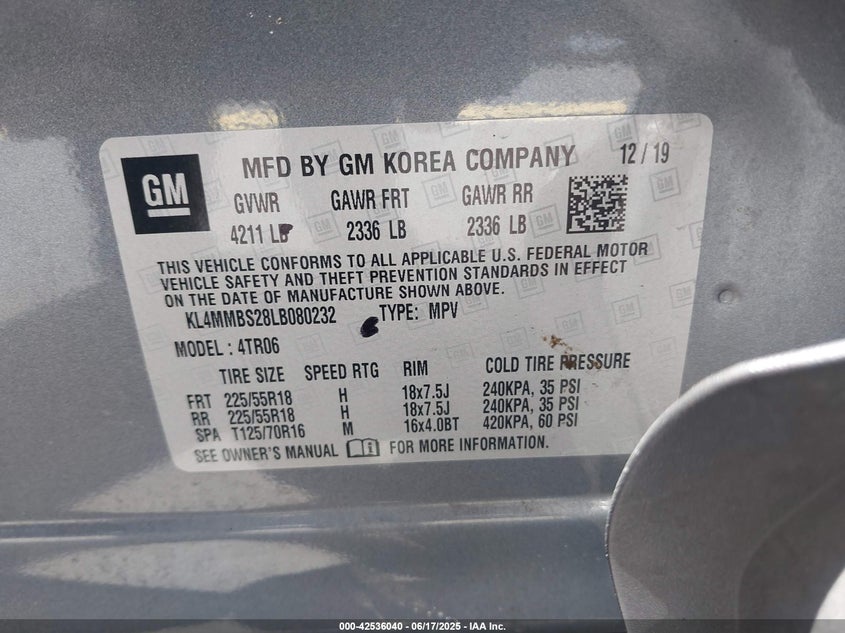 GM
MFD BY GM KOREA COMPANY 12/19
GVWR GAWR FRT GAWR RR
4211 LB 2336 LB 2336 LB
THIS VEHICLE CONFORMS TO ALL APPLICABLE U.S. FEDERAL MOTOR
VEHICLE SAFETY AND THEFT PREVENTION STANDARDS IN EFFECT
ON THE DATE OF MANUFACTURE SHOWN ABOVE.
KL4MMBS28LB080232 TYPE: MPV
MODEL : 4TR06
TIRE SIZE SPEED RTG RIM COLD TIRE PRESSURE
FRT 225/55R18 H 18x7.5J 240KPA, 35 PSI
RR 225/55R18 H 18x7.5J 240KPA, 35 PSI
SPA T125/70R16 M 16x4.0BT 420KPA, 60 PSI
SEE OWNER'S MANUAL FOR MORE INFORMATION.
000-42536040 - 06/17/2025 - IAA Inc.